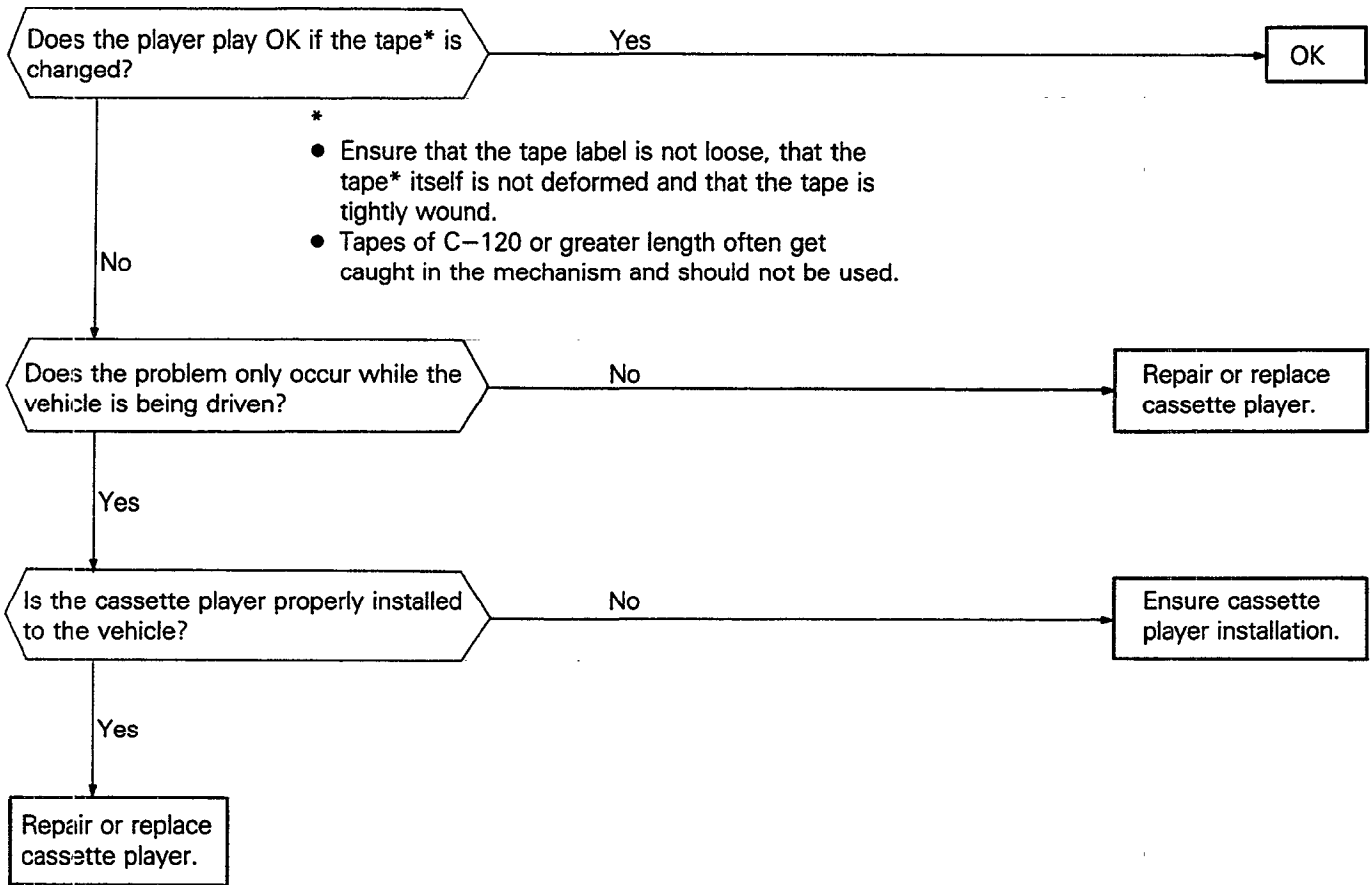 Does the player play OK if the tape* is
changed?
Yes
OK
*
● Ensure that the tape label is not loose, that the
tape* itself is not deformed and that the tape is
tightly wound.
● Tapes of C–120 or greater length often get
caught in the mechanism and should not be used.
No
Does the problem only occur while the
vehicle is being driven?
No
Repair or replace
cassette player.
Yes
Is the cassette player properly installed
to the vehicle?
No
Ensure cassette
player installation.
Yes
Repair or replace
cassette player.